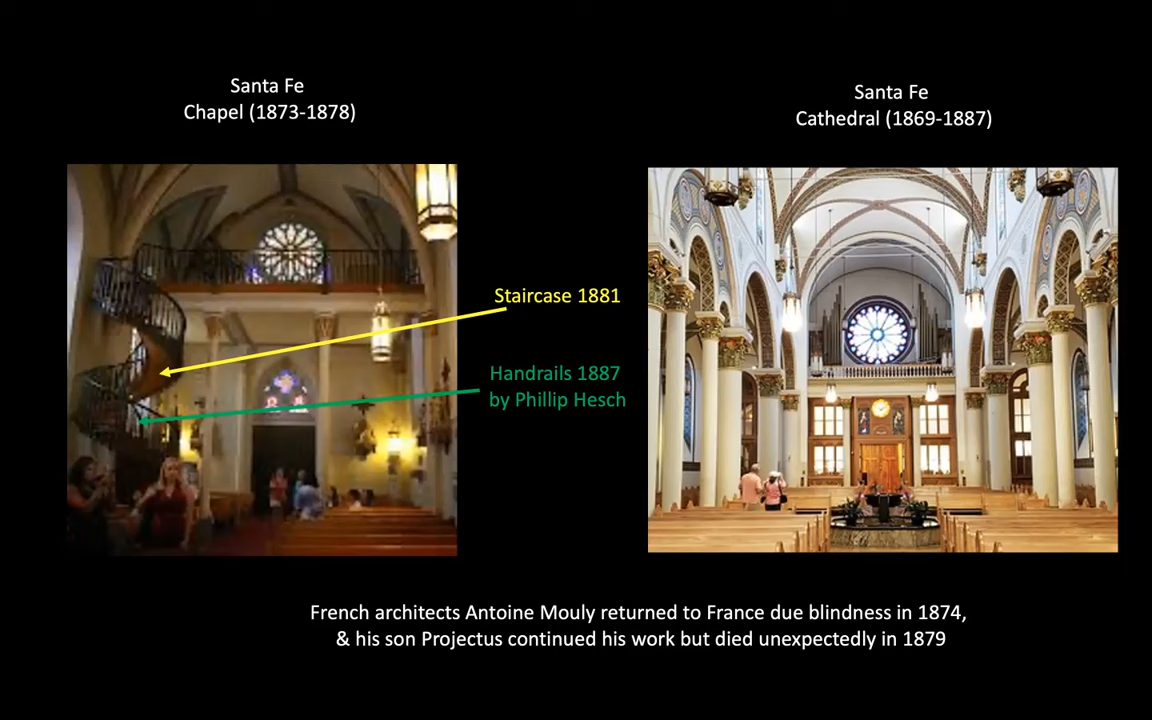 Santa Fe
Chapel (1873-1878)
Santa Fe
Cathedral (1869-1887)
Staircase 1881
Handrails 1887
by Phillip Hesch
French architects Antoine Mouly returned to France due blindness in 1874,
& his son Projectus continued his work but died unexpectedly in 1879